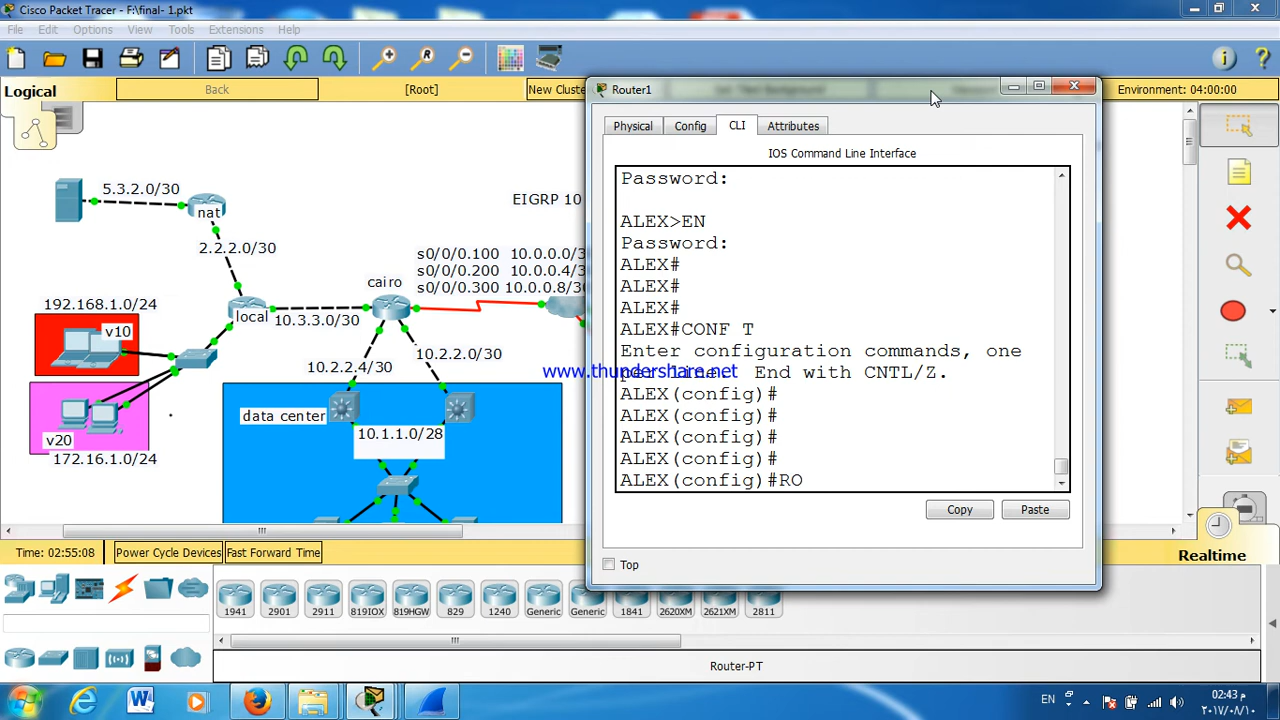 Cisco Packet Tracer - F:\final- 1.pkt
File Edit Options View Tools Extensions Help
Logical
Back
[Root]
New Cluste
Environment: 04:00:00
5.3.2.0/30
nat
2.2.2.0/30
EIGRP 10
s0/0/0.100 10.0.0.0/3
s0/0/0.200 10.0.0.4/3
s0/0/0.300 10.0.0.8/3
cairo
192.168.1.0/24
v10
local
10.3.3.0/30
10.2.2.4/30
10.2.2.0/30
data center
10.1.1.0/28
v20
172.16.1.0/24
Router1
Physical
Config
CLI
Attributes
IOS Command Line Interface
Password:
ALEX>EN
Password:
ALEX#
ALEX#
ALEX#
ALEX#CONF T
Enter configuration commands, one
per line. End with CNTL/Z.
ALEX(config)#
ALEX(config)#
ALEX(config)#
ALEX(config)#
ALEX(config)#RO
www.thundershare.net
Copy
Paste
Top
Time: 02:55:08
Power Cycle Devices
Fast Forward Time
Realtime
1941
2901
2911
819IOX
819HGW
829
1240
Generic
Generic
1841
2620XM
2621XM
2811
Router-PT
EN
02:43 م
٢٠١٧/٠٨/١٠